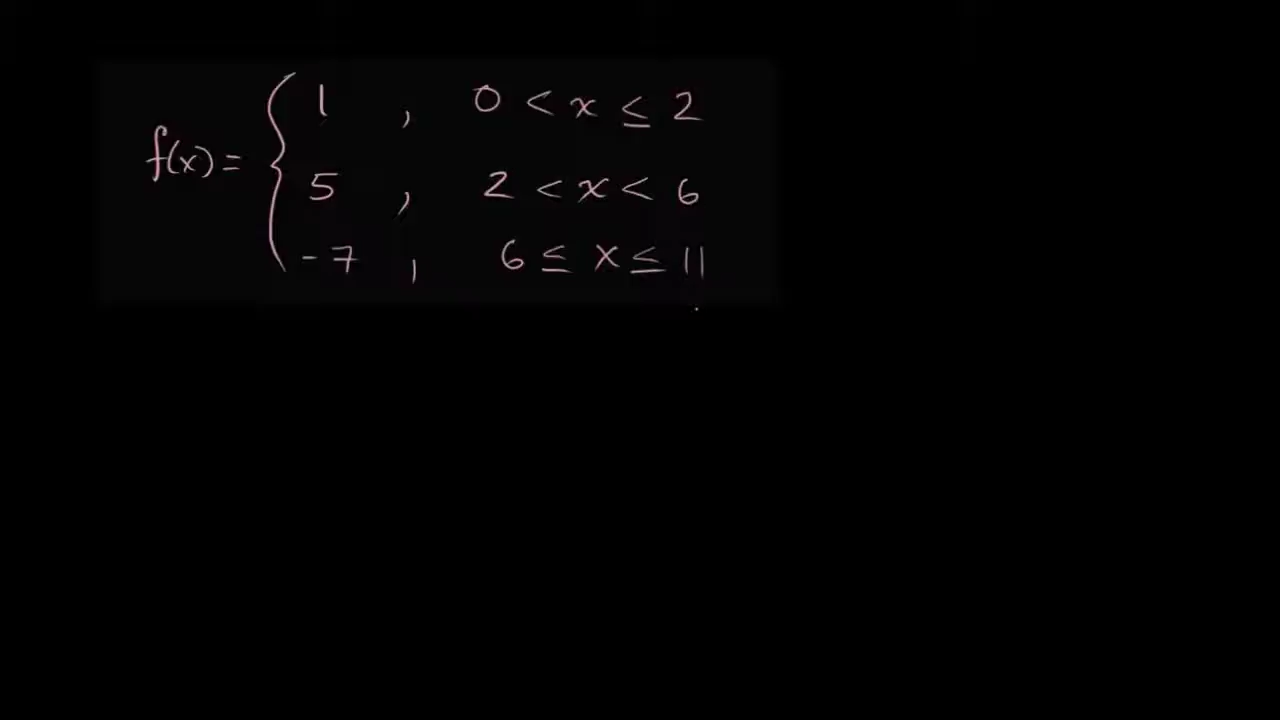 f(x) = { 1 , 0 < x ≤ 2
5 , 2 < x < 6
-7 , 6 ≤ x ≤ 11